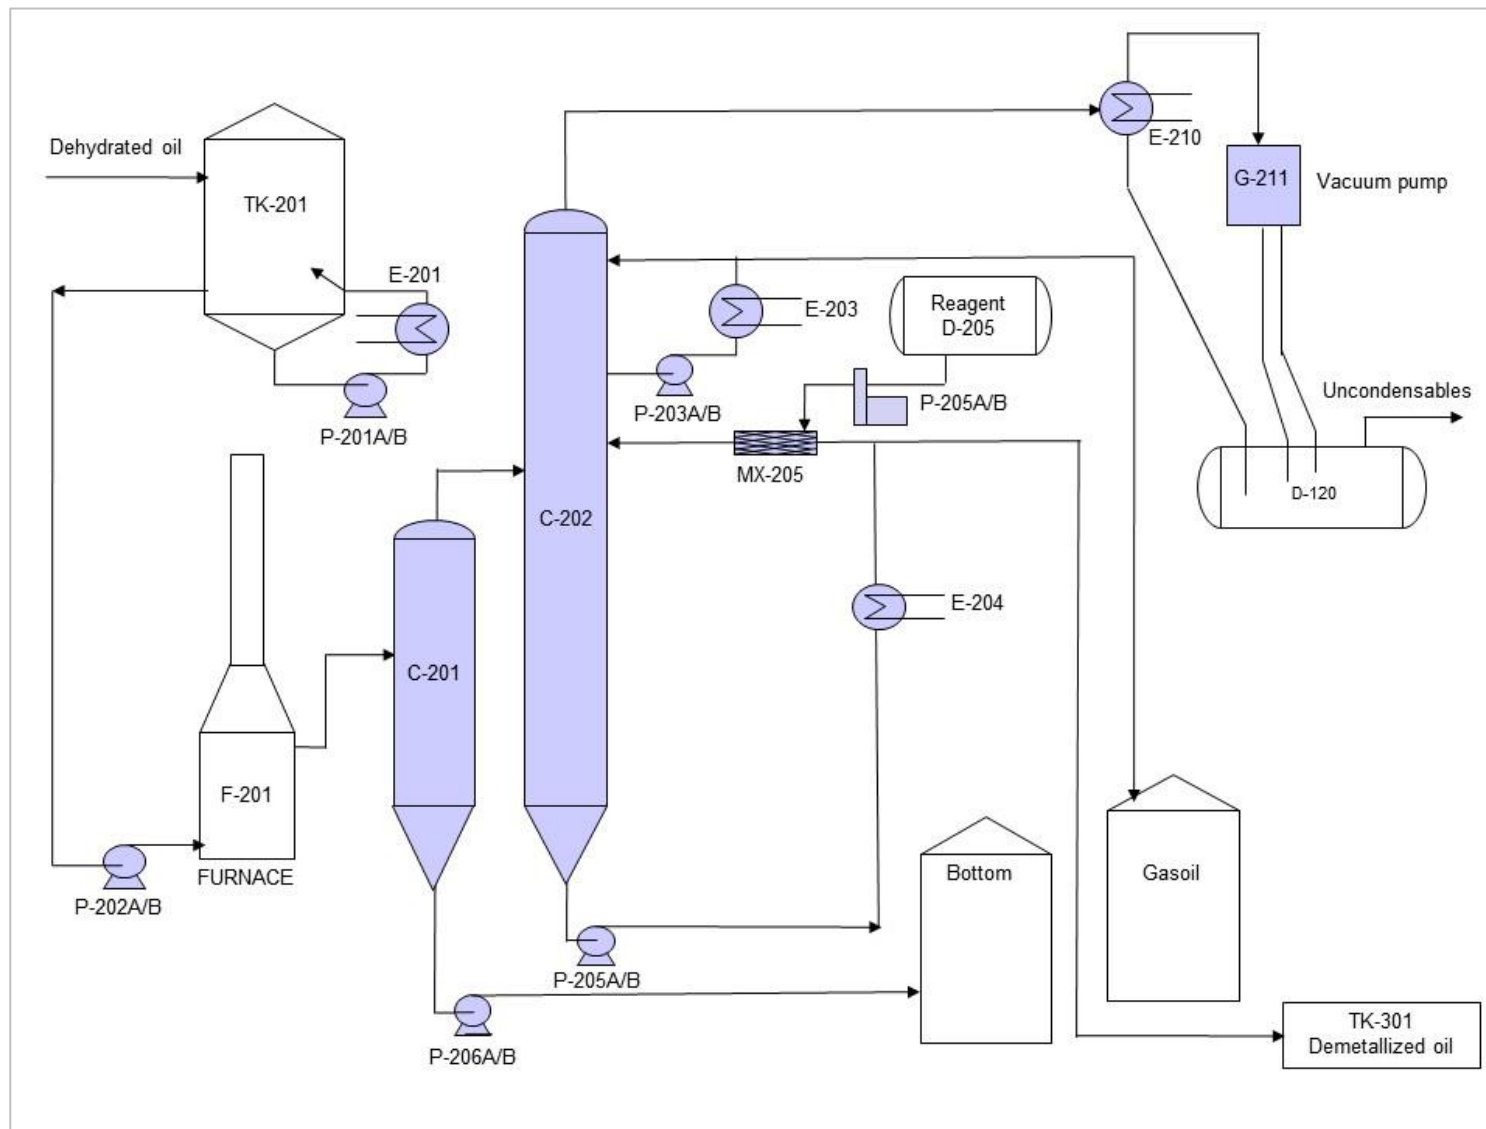 E-210
Dehydrated oil
G-211
Vacuum pump
TK-201
E-201
E-203
Reagent
D-205
P-203A/B
P-205A/B
Uncondensables
P-201A/B
MX-205
D-120
C-202
E-204
C-201
F-201
FURNACE
P-202A/B
Bottom
Gasoil
P-205A/B
P-206A/B
TK-301
Demetallized oil